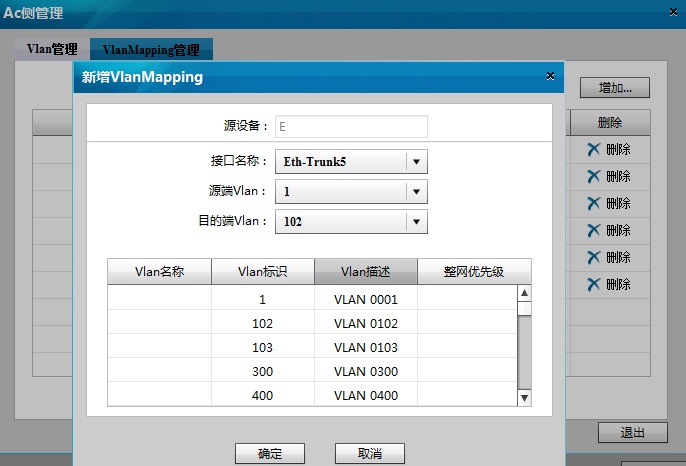 Ac侧管理
Vlan管理 VlanMapping管理
新增VlanMapping
增加...
源设备： E
删除
接口名称： Eth-Trunk5
删除
源端Vlan： 1
删除
删除
目的端Vlan： 102
删除
删除
Vlan名称 Vlan标识 Vlan描述 整网优先级
删除
1 VLAN 0001
102 VLAN 0102
103 VLAN 0103
300 VLAN 0300
400 VLAN 0400
退出
确定 取消